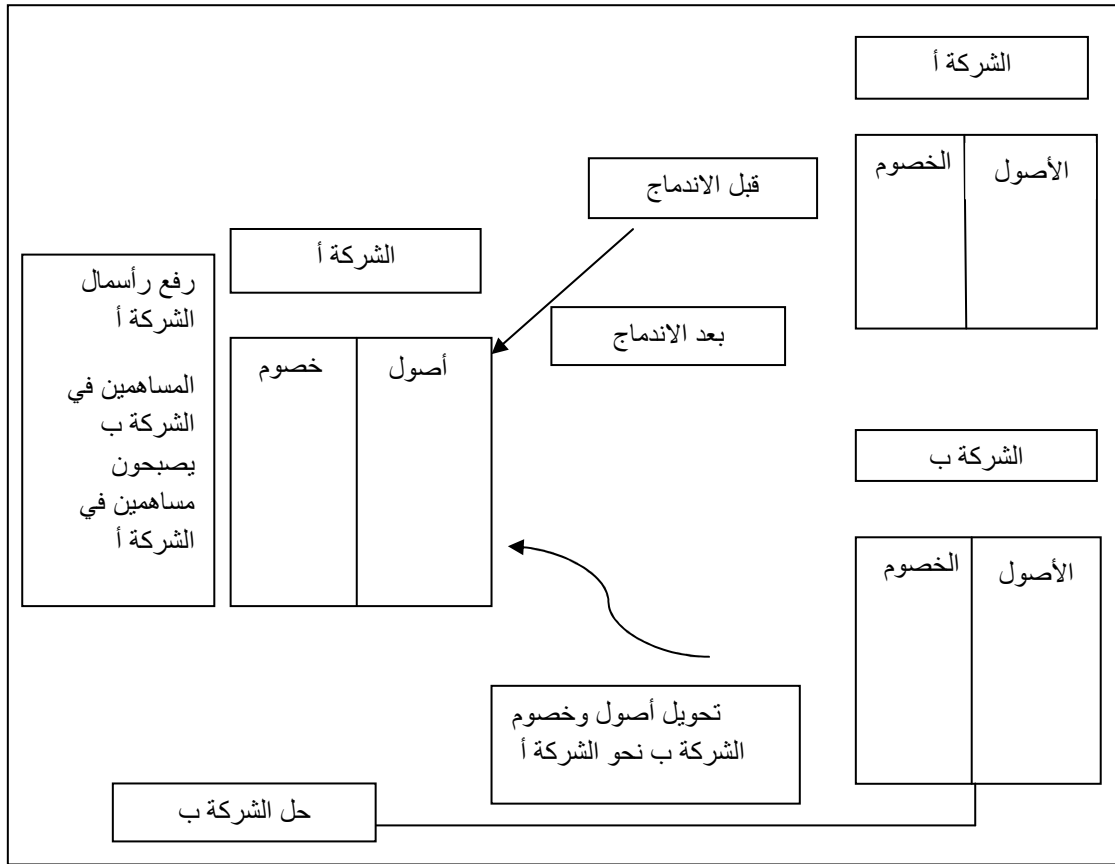 الشركة أ
الأصول
الخصوم
قبل الاندماج
الشركة أ
بعد الاندماج
أصول
خصوم
رفع رأسمال
الشركة أ
المساهمين في
الشركة ب
يصبحون
مساهمين في
الشركة أ
الشركة ب
الأصول
الخصوم
تحويل أصول وخصوم
الشركة ب نحو الشركة أ
حل الشركة ب